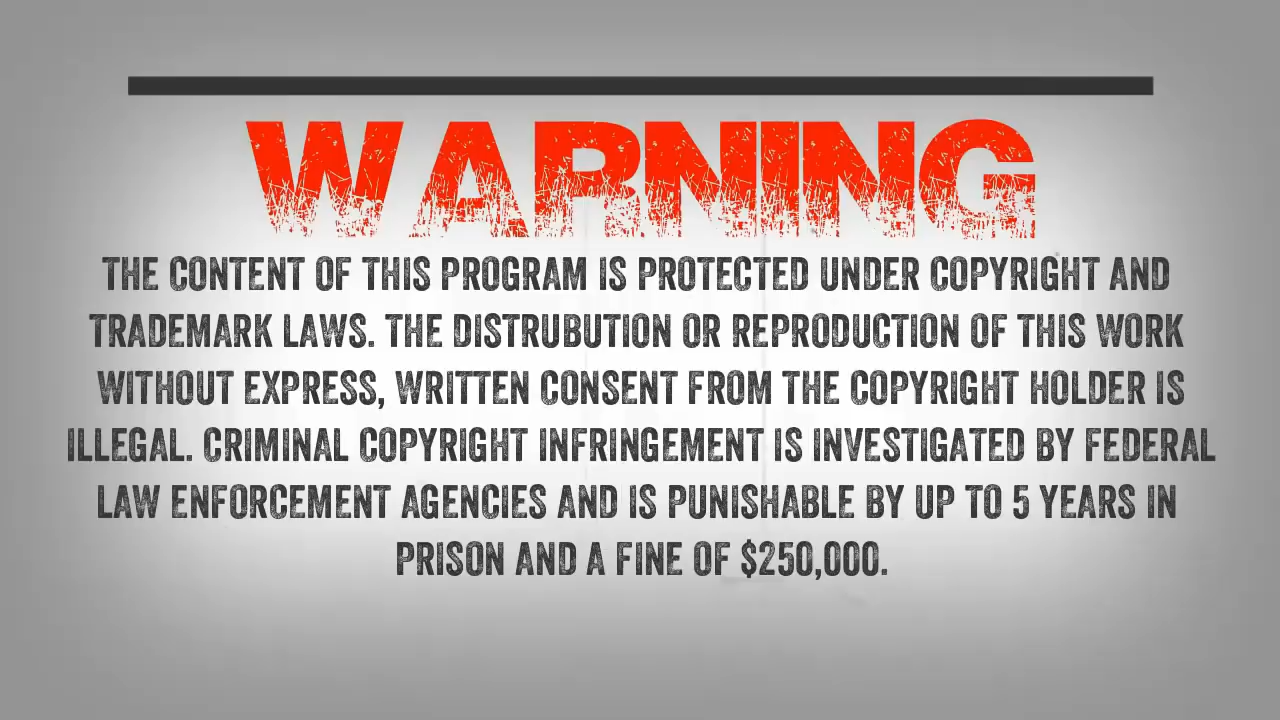 WARNING
THE CONTENT OF THIS PROGRAM IS PROTECTED UNDER COPYRIGHT AND
TRADEMARK LAWS. THE DISTRUBUTION OR REPRODUCTION OF THIS WORK
WITHOUT EXPRESS, WRITTEN CONSENT FROM THE COPYRIGHT HOLDER IS
ILLEGAL. CRIMINAL COPYRIGHT INFRINGEMENT IS INVESTIGATED BY FEDERAL
LAW ENFORCEMENT AGENCIES AND IS PUNISHABLE BY UP TO 5 YEARS IN
PRISON AND A FINE OF $250,000.